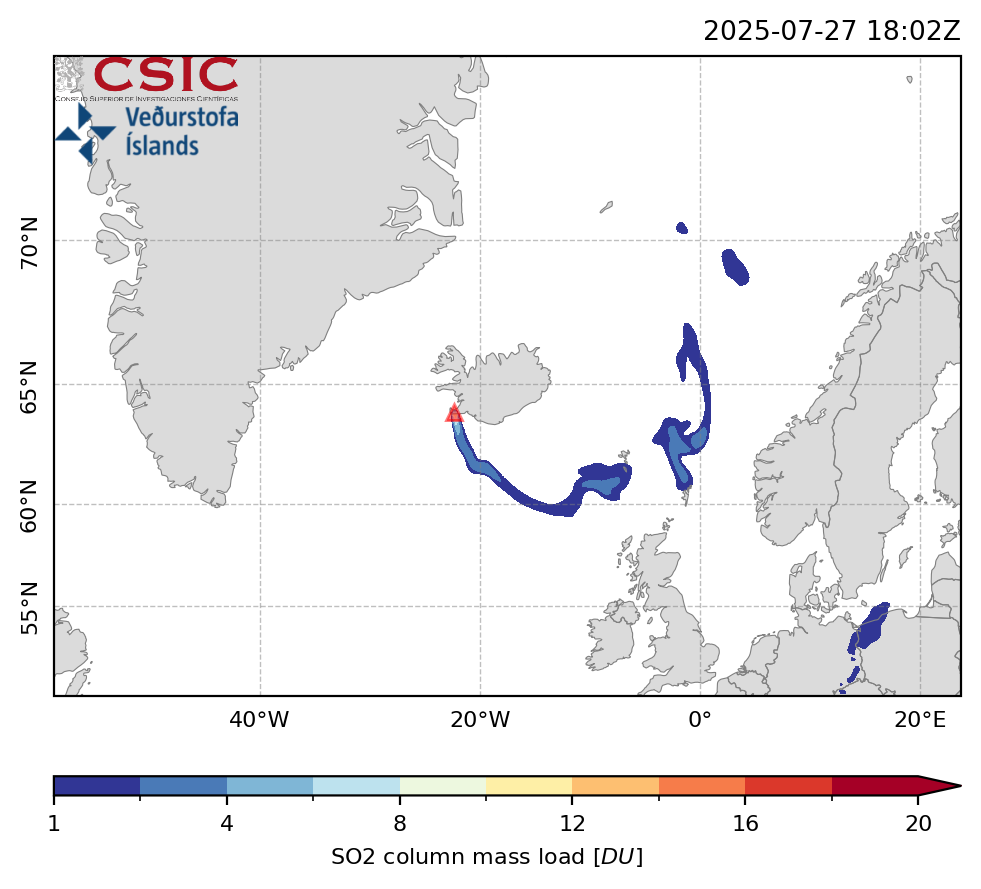 2025-07-27 18:02Z
CSIC
CONSEJO SUPERIOR DE INVESTIGACIONES CIENTÍFICAS
Veðurstofa
Íslands
70°N
65°N
60°N
55°N
40°W 20°W 0° 20°E
1 4 8 12 16 20
SO2 column mass load [DU]